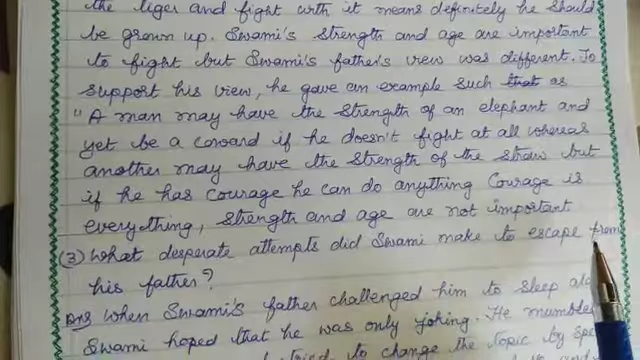 the tiger and fight with it means definitely he should
be grown up. Swami's strength and age are important
to fight but Swami's father's view was different. To
support his view, he gave an example such that as
"A man may have the strength of an elephant and
yet be a coward if he doesn't fight at all whereas
another may have the strength of the straw but
if he has courage he can do anything Courage is
everything, strength and age are not important
(3) What desperate attempts did Swami make to escape from
his father?
Ans When Swami's father challenged him to sleep
Swami hoped that he was only joking. He mumbled
tried to change the topic by